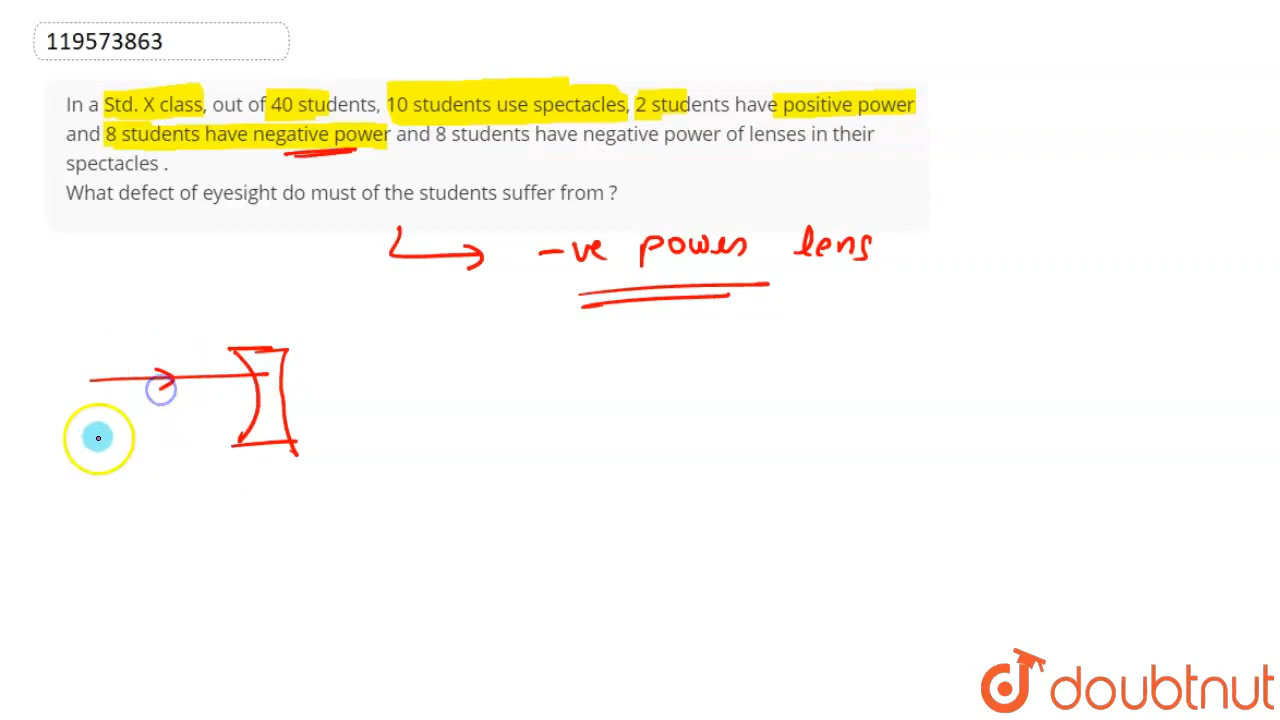 119573863
In a Std. X class, out of 40 students, 10 students use spectacles, 2 students have positive power
and 8 students have negative power and 8 students have negative power of lenses in their
spectacles .
What defect of eyesight do must of the students suffer from ?
-ve power lens
doubtnut